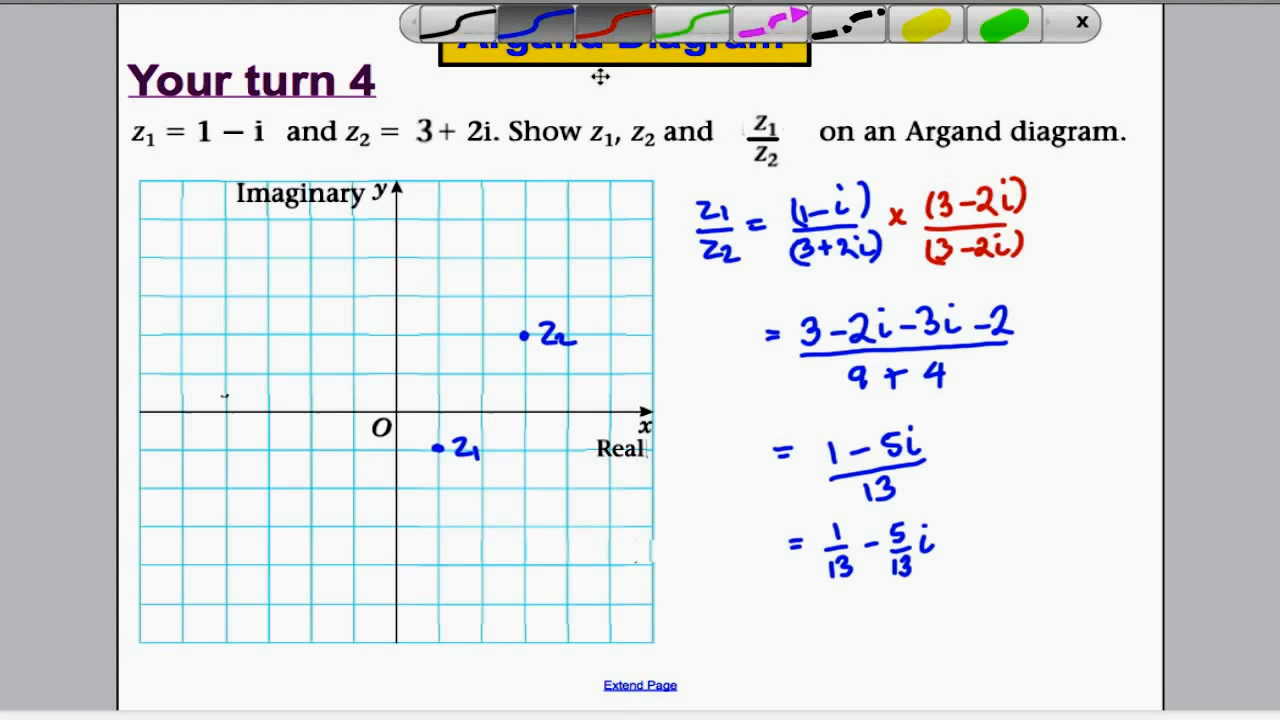 x
Argand Diagram
Your turn 4
z₁ = 1 − i and z₂ = 3 + 2i. Show z₁, z₂ and z₁/z₂ on an Argand diagram.
Imaginary y
z₁/z₂ = (1−i)/(3+2i) × (3−2i)/(3−2i)
= (3−2i−3i−2)/(9+4)
z₂
O
x
Real
z₁
= (1−5i)/13
= 1/13 − 5/13 i
Extend Page